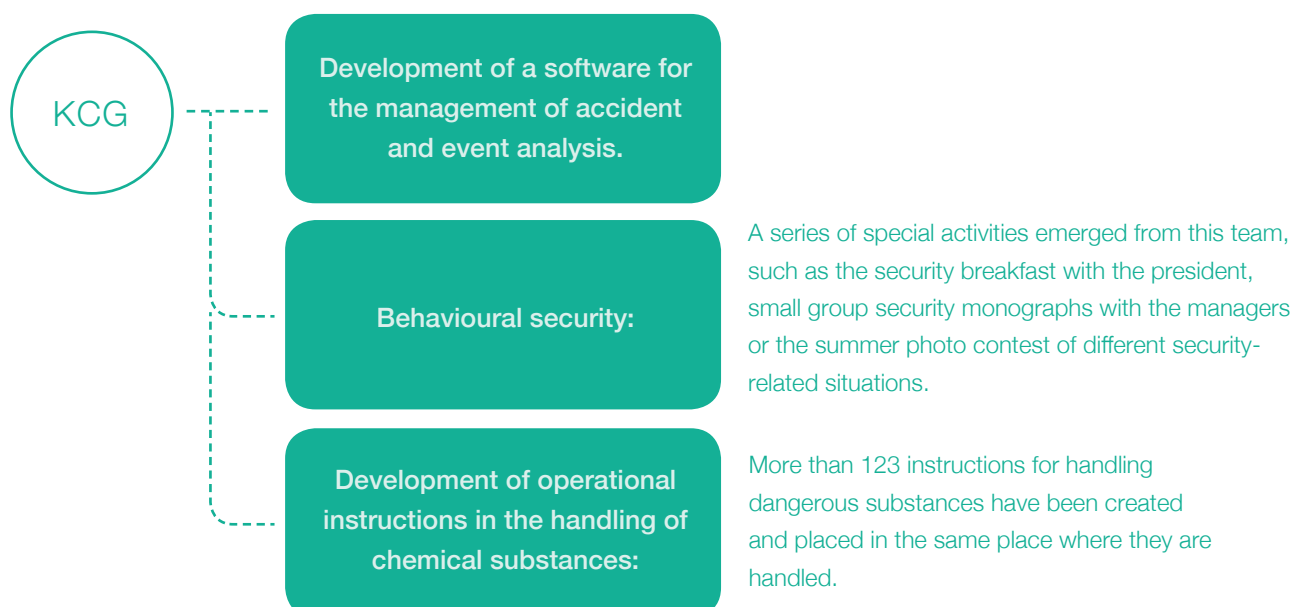 KCG
Development of a software for
the management of accident
and event analysis.
Behavioural security:
A series of special activities emerged from this team,
such as the security breakfast with the president,
small group security monographs with the managers
or the summer photo contest of different security-
related situations.
Development of operational
instructions in the handling of
chemical substances:
More than 123 instructions for handling
dangerous substances have been created
and placed in the same place where they are
handled.